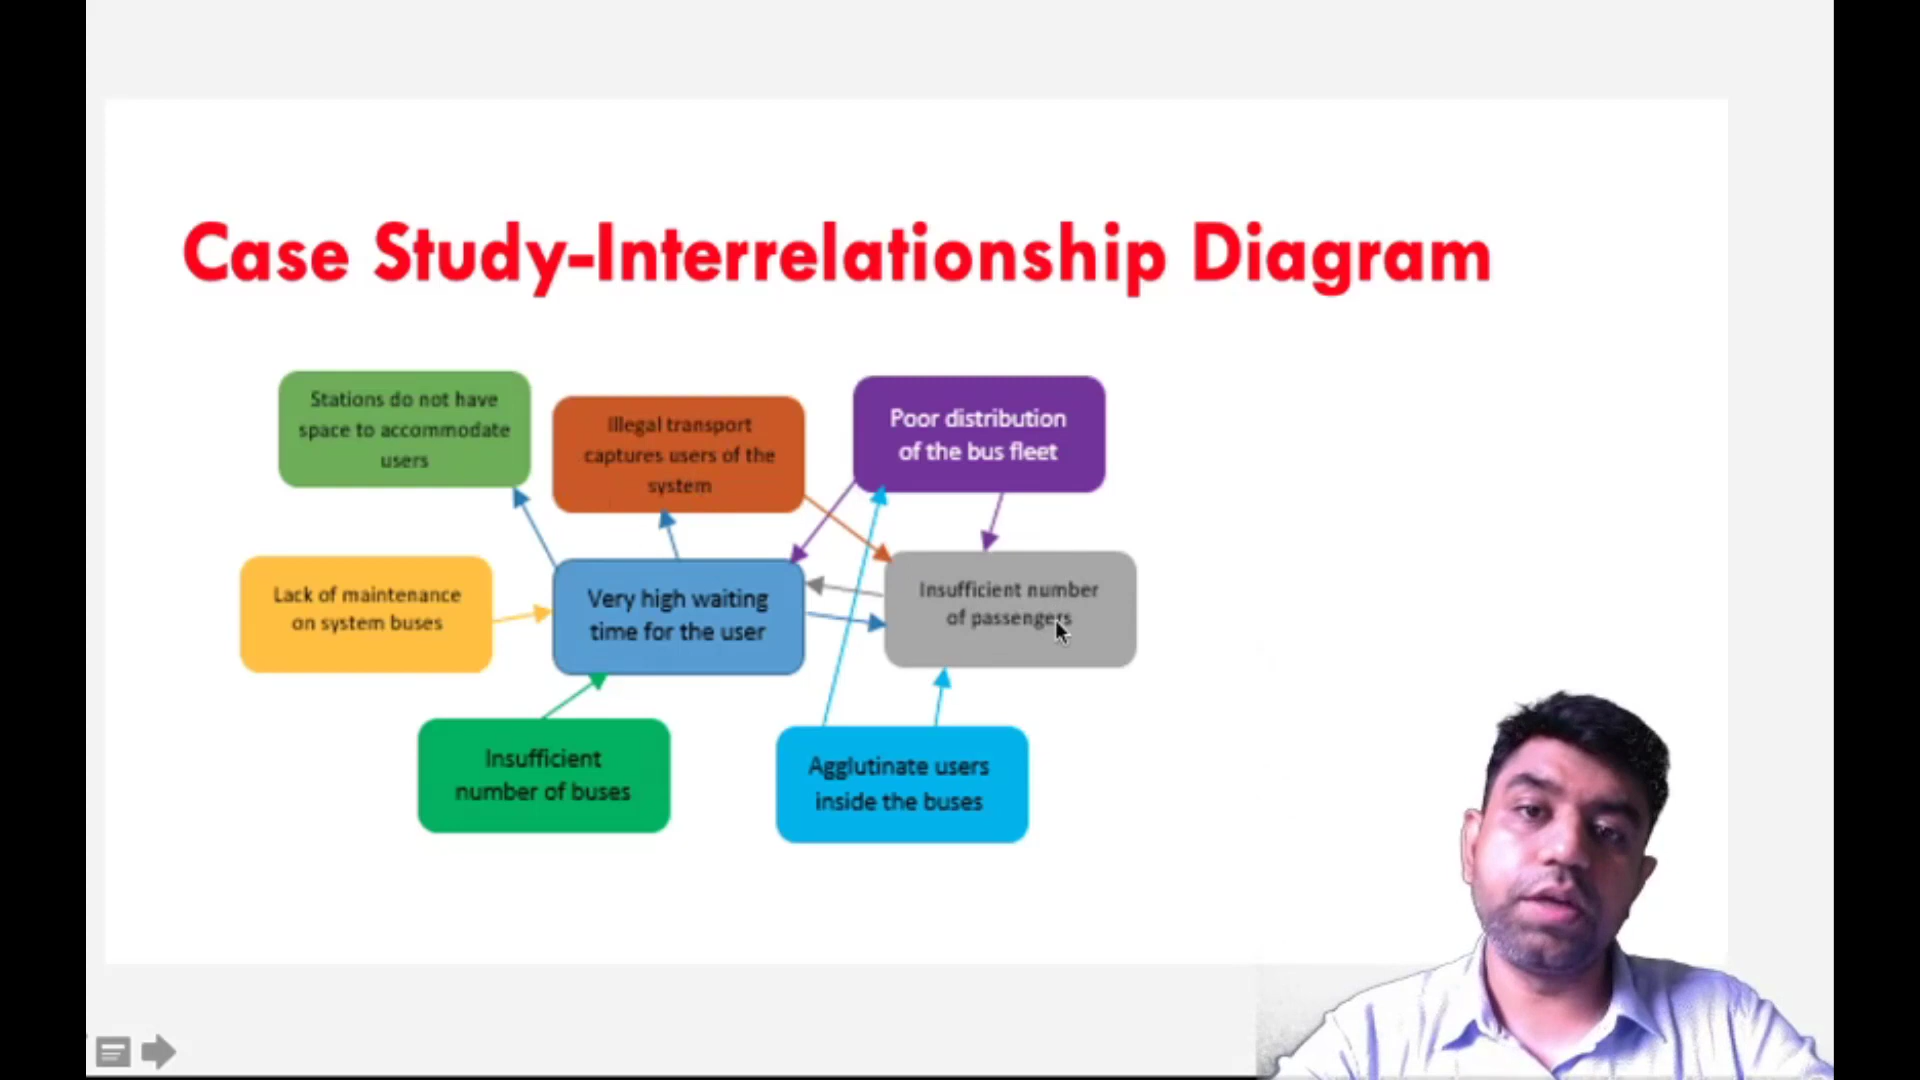 Case Study-Interrelationship Diagram
Stations do not have
space to accommodate
users
Illegal transport
captures users of the
system
Poor distribution
of the bus fleet
Lack of maintenance
on system buses
Very high waiting
time for the user
Insufficient number
of passengers
Insufficient
number of buses
Agglutinate users
inside the buses